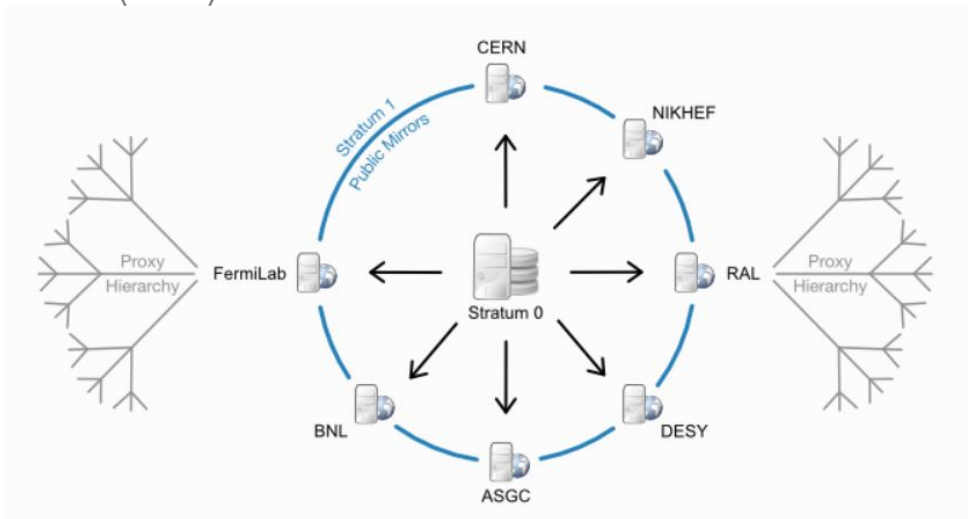 CERN
NIKHEF
Stratum 1
Public Mirrors
Proxy
Hierarchy
FermiLab
Stratum 0
RAL
Proxy
Hierarchy
BNL
DESY
ASGC